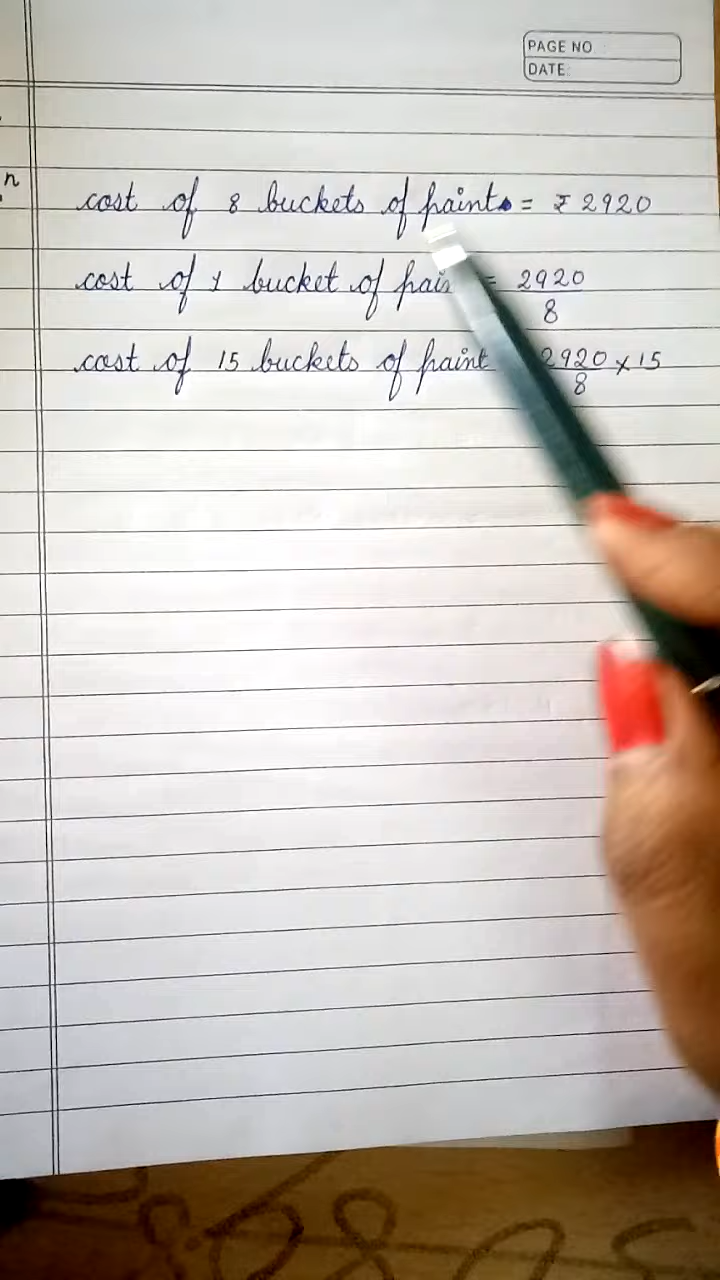 PAGE NO :
DATE:
n
cost of 8 buckets of paint = ₹ 2920
cost of 1 bucket of = 2920/8
cost of 15 buckets of paint 2920/8 × 15